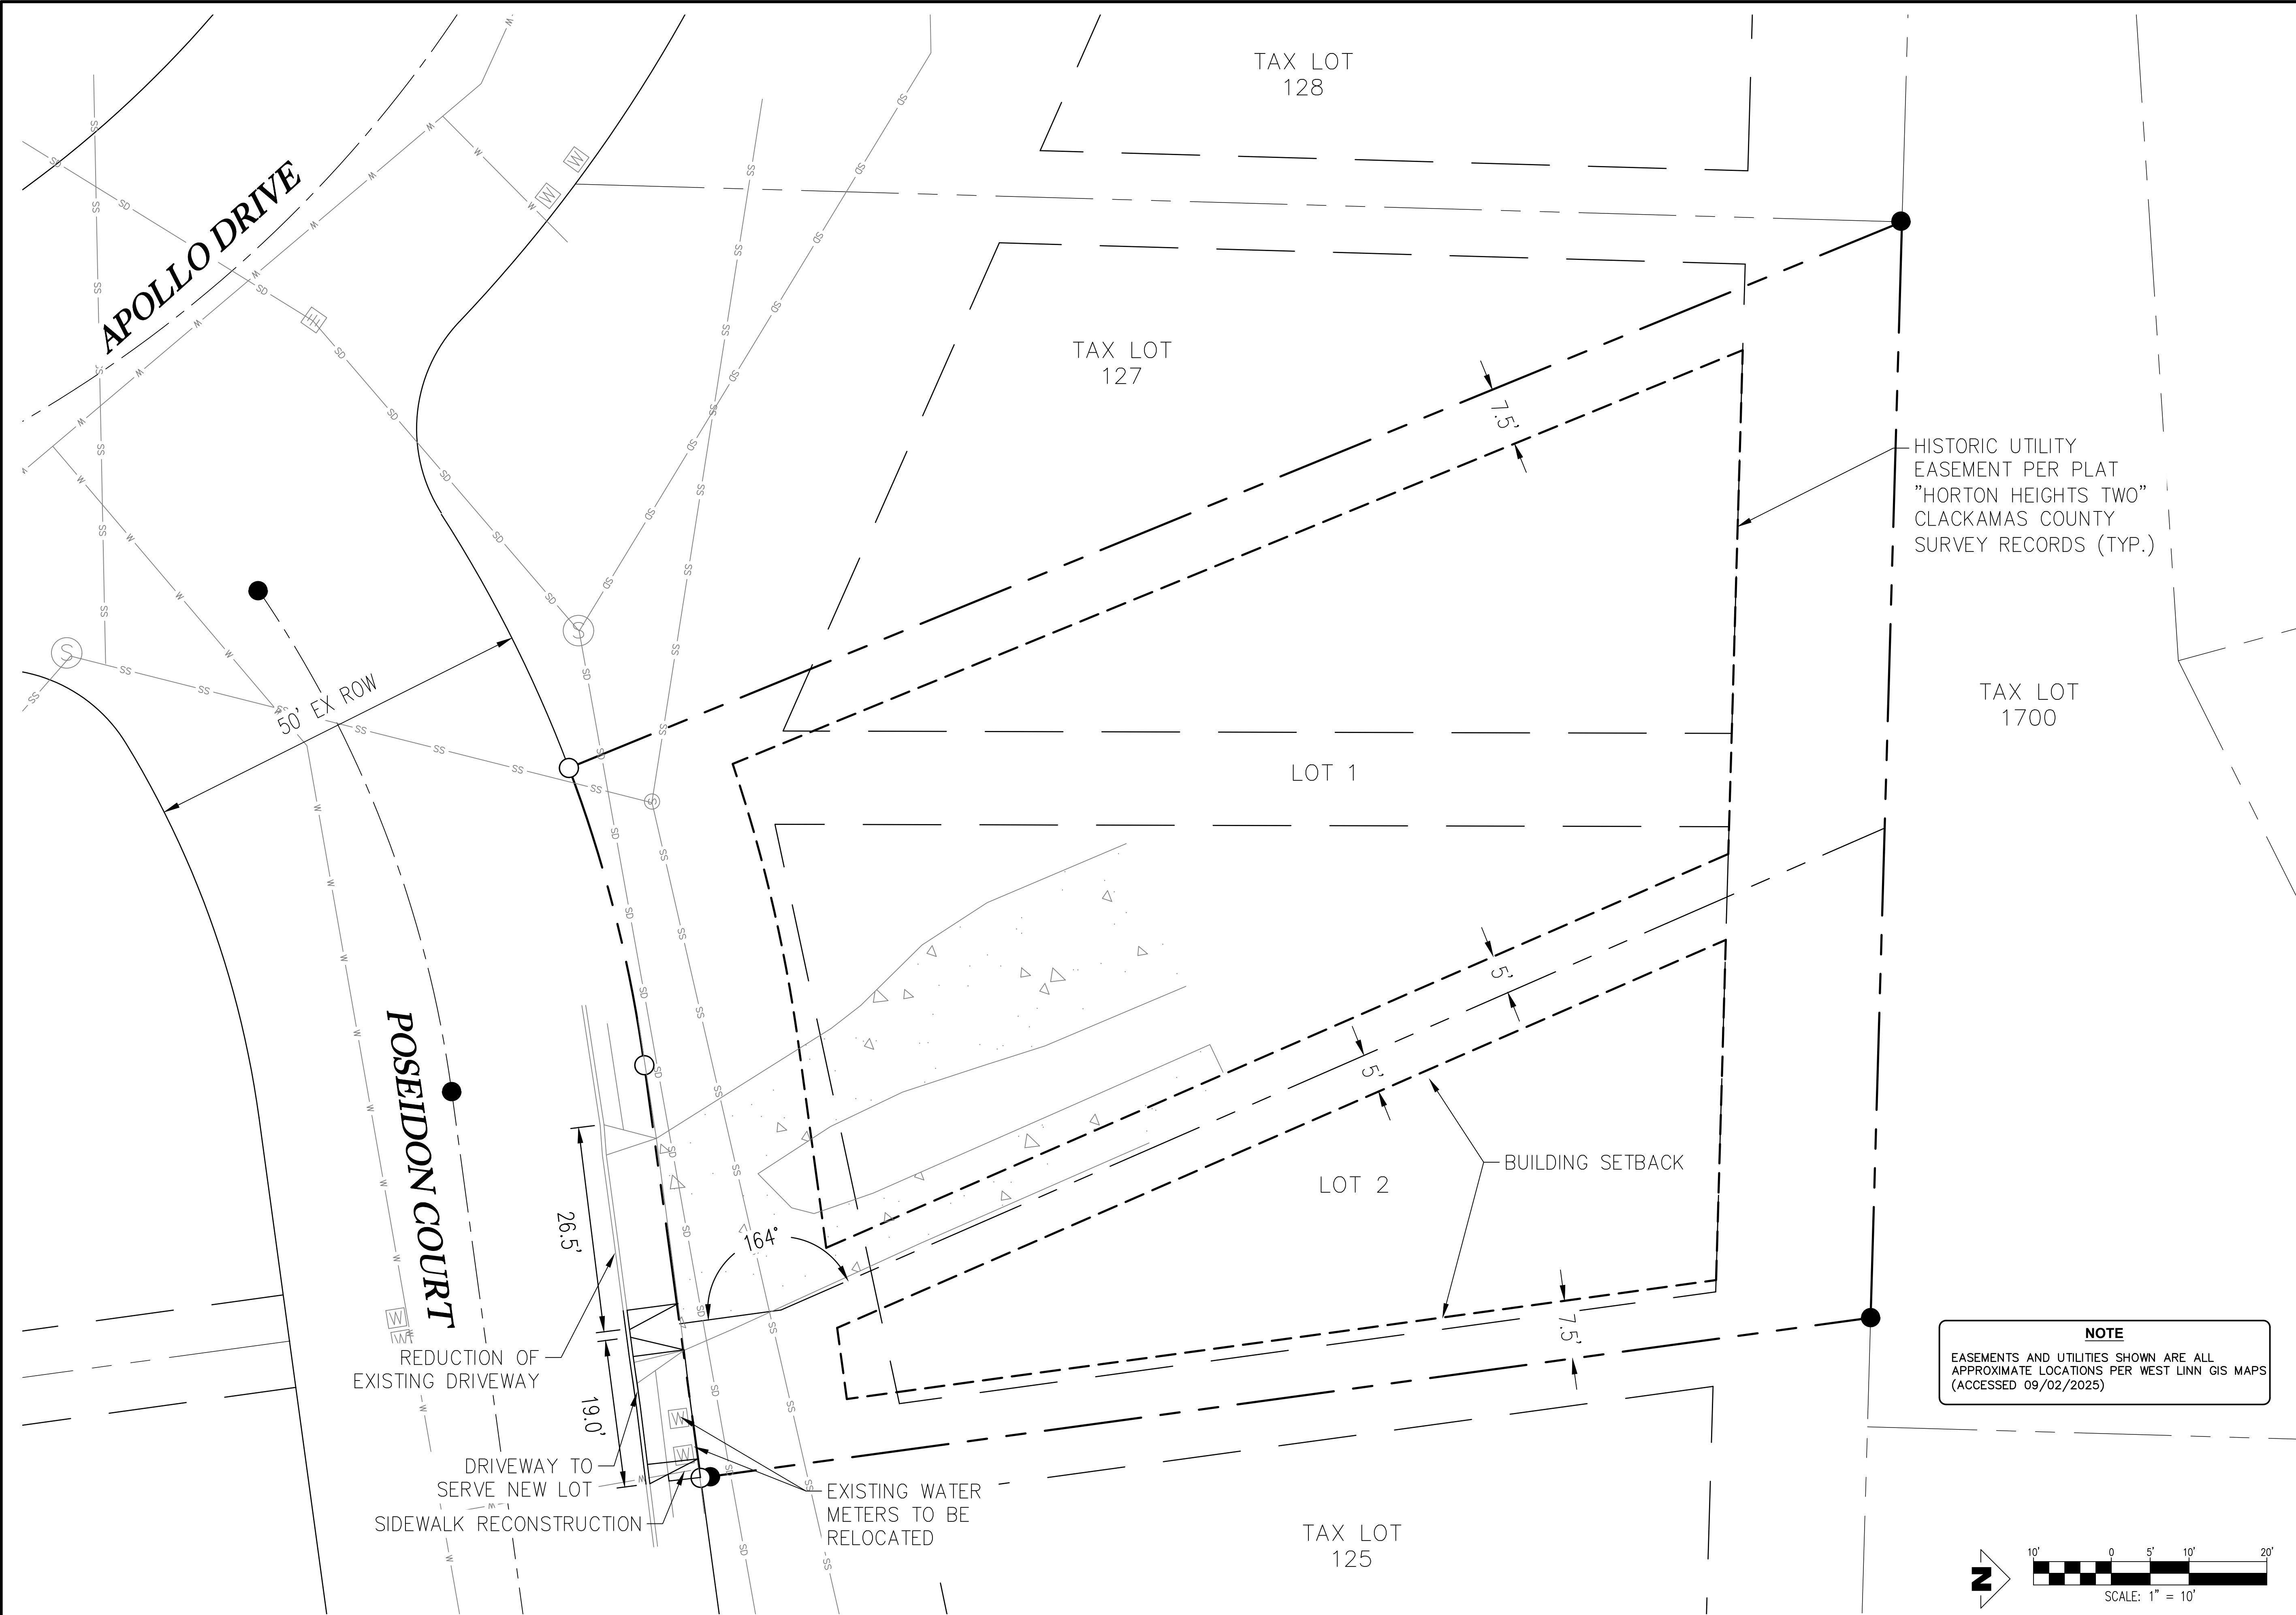 TAX LOT
128
APOLLO DRIVE
TAX LOT
127
7.5'
HISTORIC UTILITY
EASEMENT PER PLAT
"HORTON HEIGHTS TWO"
CLACKAMAS COUNTY
SURVEY RECORDS (TYP.)
50' EX ROW
TAX LOT
1700
LOT 1
5'
5'
POSEIDON COURT
BUILDING SETBACK
LOT 2
26.5'
164°
7.5'
REDUCTION OF
EXISTING DRIVEWAY
19.0'
DRIVEWAY TO
SERVE NEW LOT
SIDEWALK RECONSTRUCTION
EXISTING WATER
METERS TO BE
RELOCATED
TAX LOT
125
NOTE
EASEMENTS AND UTILITIES SHOWN ARE ALL
APPROXIMATE LOCATIONS PER WEST LINN GIS MAPS
(ACCESSED 09/02/2025)
N
10' 0 5' 10' 20'
SCALE: 1" = 10'